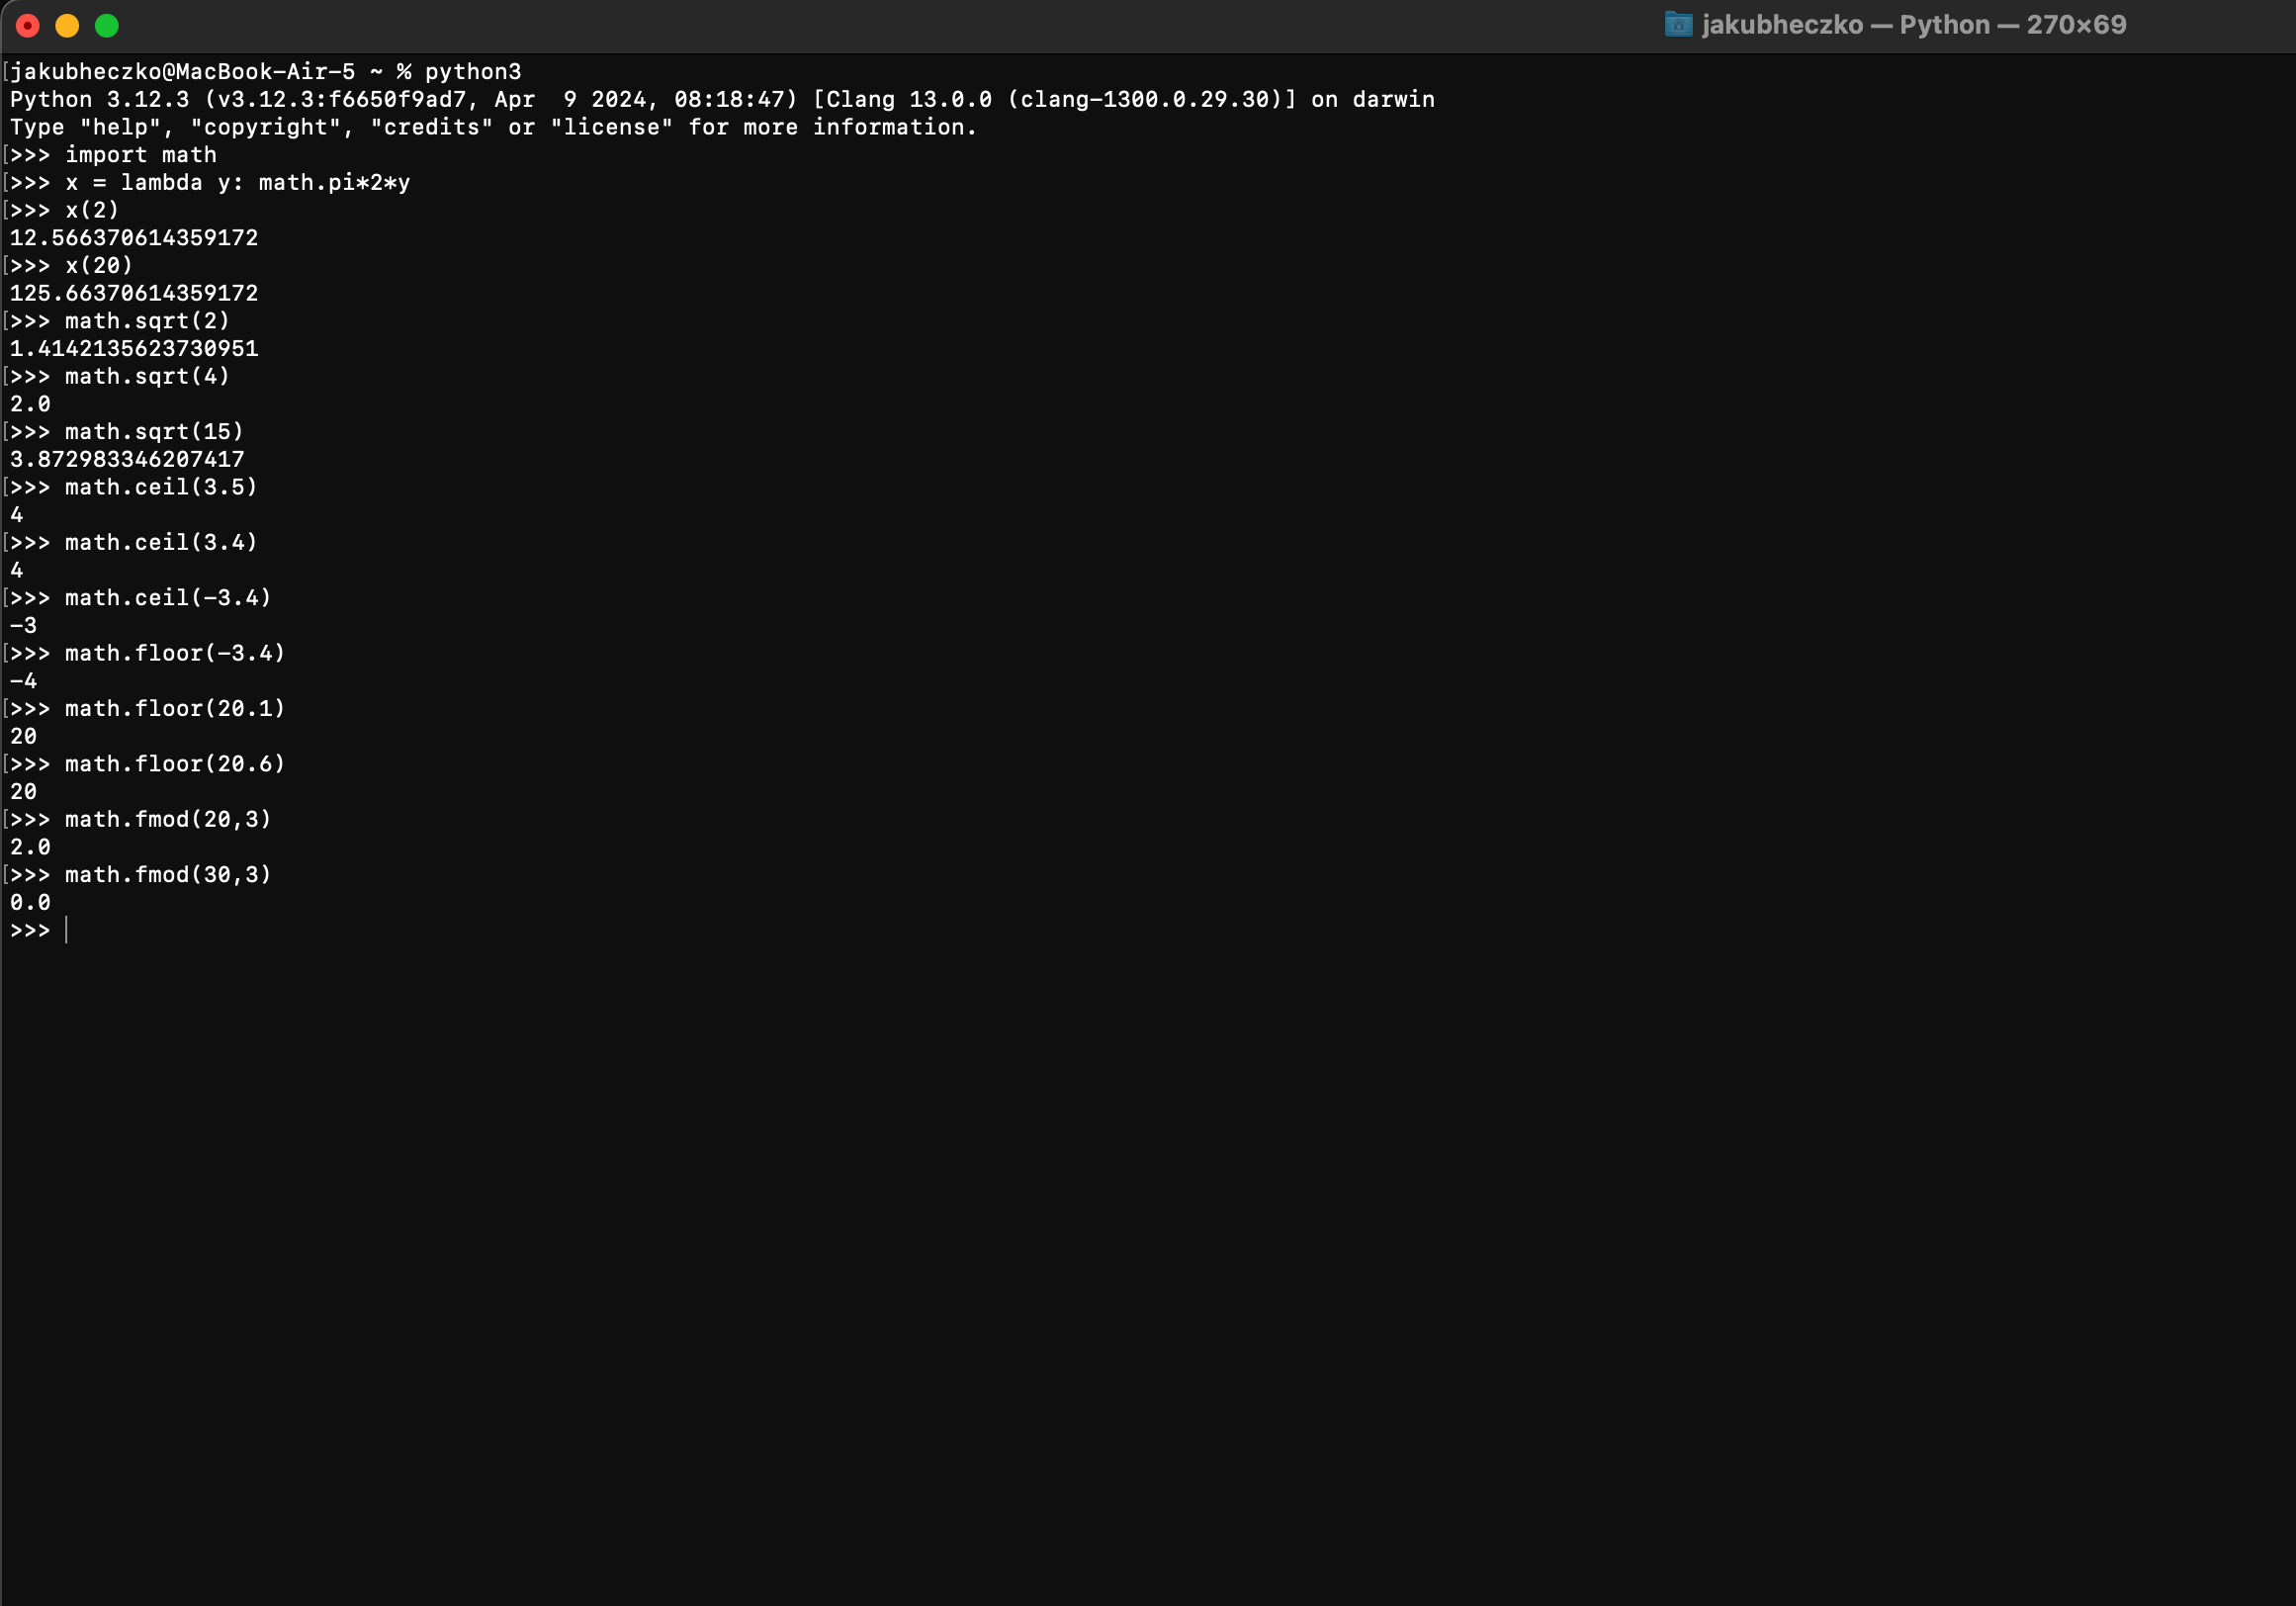 jakubheczko — Python — 270×69
[jakubheczko@MacBook-Air-5 ~ % python3
Python 3.12.3 (v3.12.3:f6650f9ad7, Apr  9 2024, 08:18:47) [Clang 13.0.0 (clang-1300.0.29.30)] on darwin
Type "help", "copyright", "credits" or "license" for more information.
[>>> import math
[>>> x = lambda y: math.pi*2*y
[>>> x(2)
12.566370614359172
[>>> x(20)
125.66370614359172
[>>> math.sqrt(2)
1.4142135623730951
[>>> math.sqrt(4)
2.0
[>>> math.sqrt(15)
3.872983346207417
[>>> math.ceil(3.5)
4
[>>> math.ceil(3.4)
4
[>>> math.ceil(-3.4)
-3
[>>> math.floor(-3.4)
-4
[>>> math.floor(20.1)
20
[>>> math.floor(20.6)
20
[>>> math.fmod(20,3)
2.0
[>>> math.fmod(30,3)
0.0
>>>